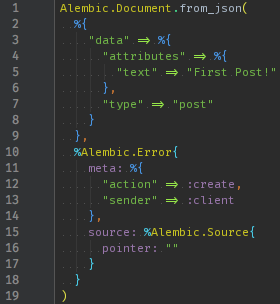 1 Alembic.Document.from_json(
2   %{
3     "data" => %{
4       "attributes" => %{
5         "text" => "First Post!"
6       },
7       "type" => "post"
8     }
9   },
10   %Alembic.Error{
11     meta: %{
12       "action" => :create,
13       "sender" => :client
14     },
15     source: %Alembic.Source{
16       pointer: ""
17     }
18   }
19 )